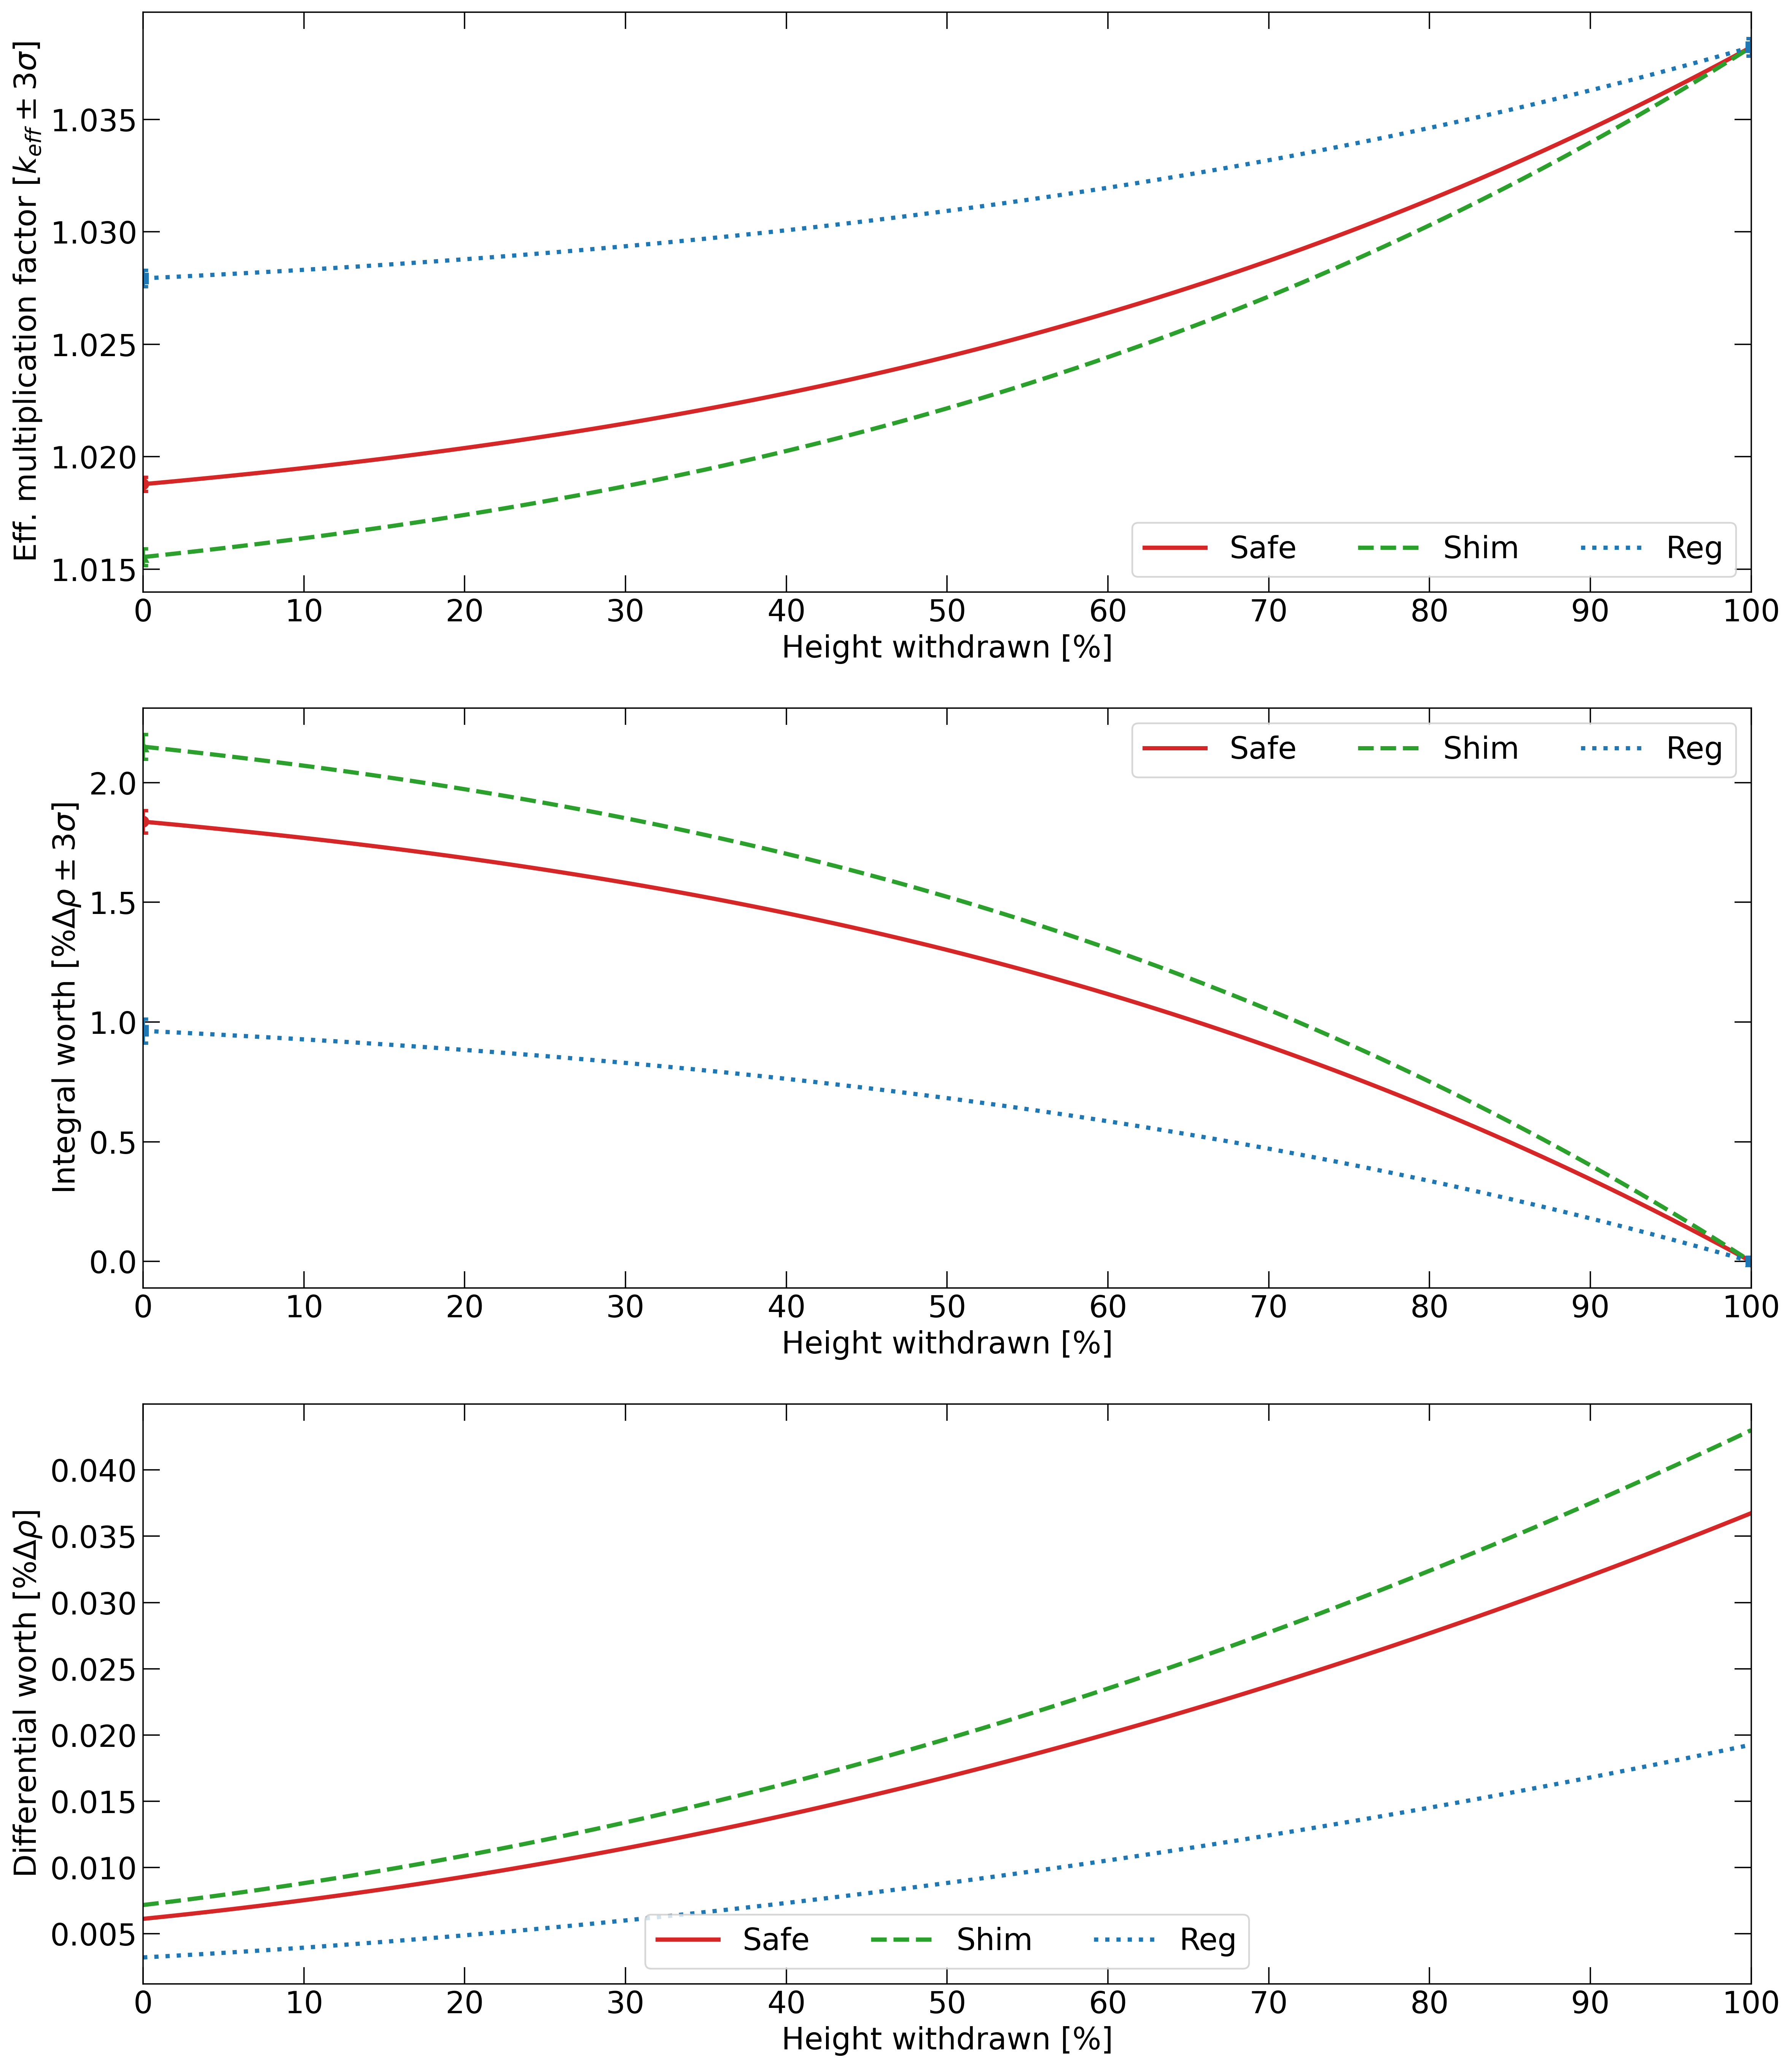 Eff. multiplication factor [k_eff ± 3σ]
1.035
1.030
1.025
1.020
1.015
Safe Shim Reg
0 10 20 30 40 50 60 70 80 90 100
Height withdrawn [%]
Integral worth [%Δρ ± 3σ]
Safe Shim Reg
2.0
1.5
1.0
0.5
0.0
0 10 20 30 40 50 60 70 80 90 100
Height withdrawn [%]
Differential worth [%Δρ]
0.040
0.035
0.030
0.025
0.020
0.015
0.010
0.005
Safe Shim Reg
0 10 20 30 40 50 60 70 80 90 100
Height withdrawn [%]